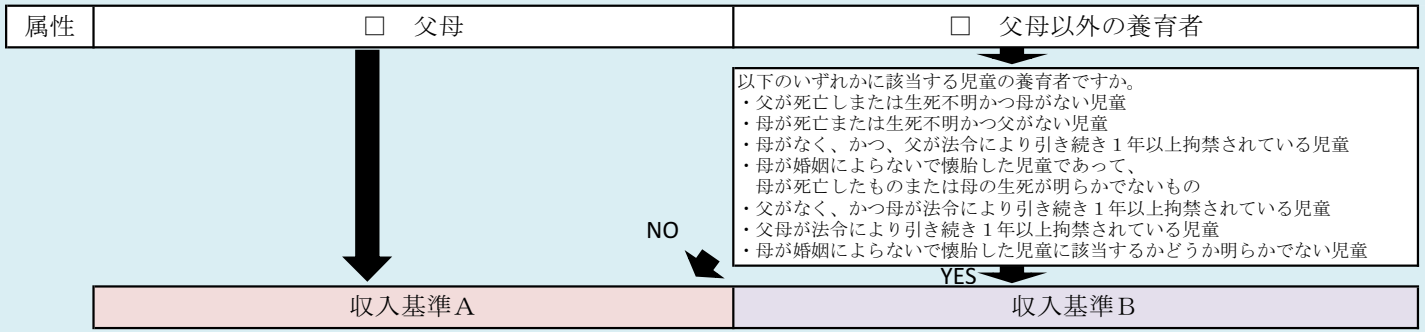 属性
□ 父母
□ 父母以外の養育者
以下のいずれかに該当する児童の養育者ですか。
・父が死亡しまたは生死不明かつ母がない児童
・母が死亡または生死不明かつ父がない児童
・母がなく、かつ、父が法令により引き続き１年以上拘禁されている児童
・母が婚姻によらないで懐胎した児童であって、
母が死亡したものまたは母の生死が明らかでないもの
・父がなく、かつ母が法令により引き続き１年以上拘禁されている児童
・父母が法令により引き続き１年以上拘禁されている児童
・母が婚姻によらないで懐胎した児童に該当するかどうか明らかでない児童
NO
YES
収入基準Ａ
収入基準Ｂ